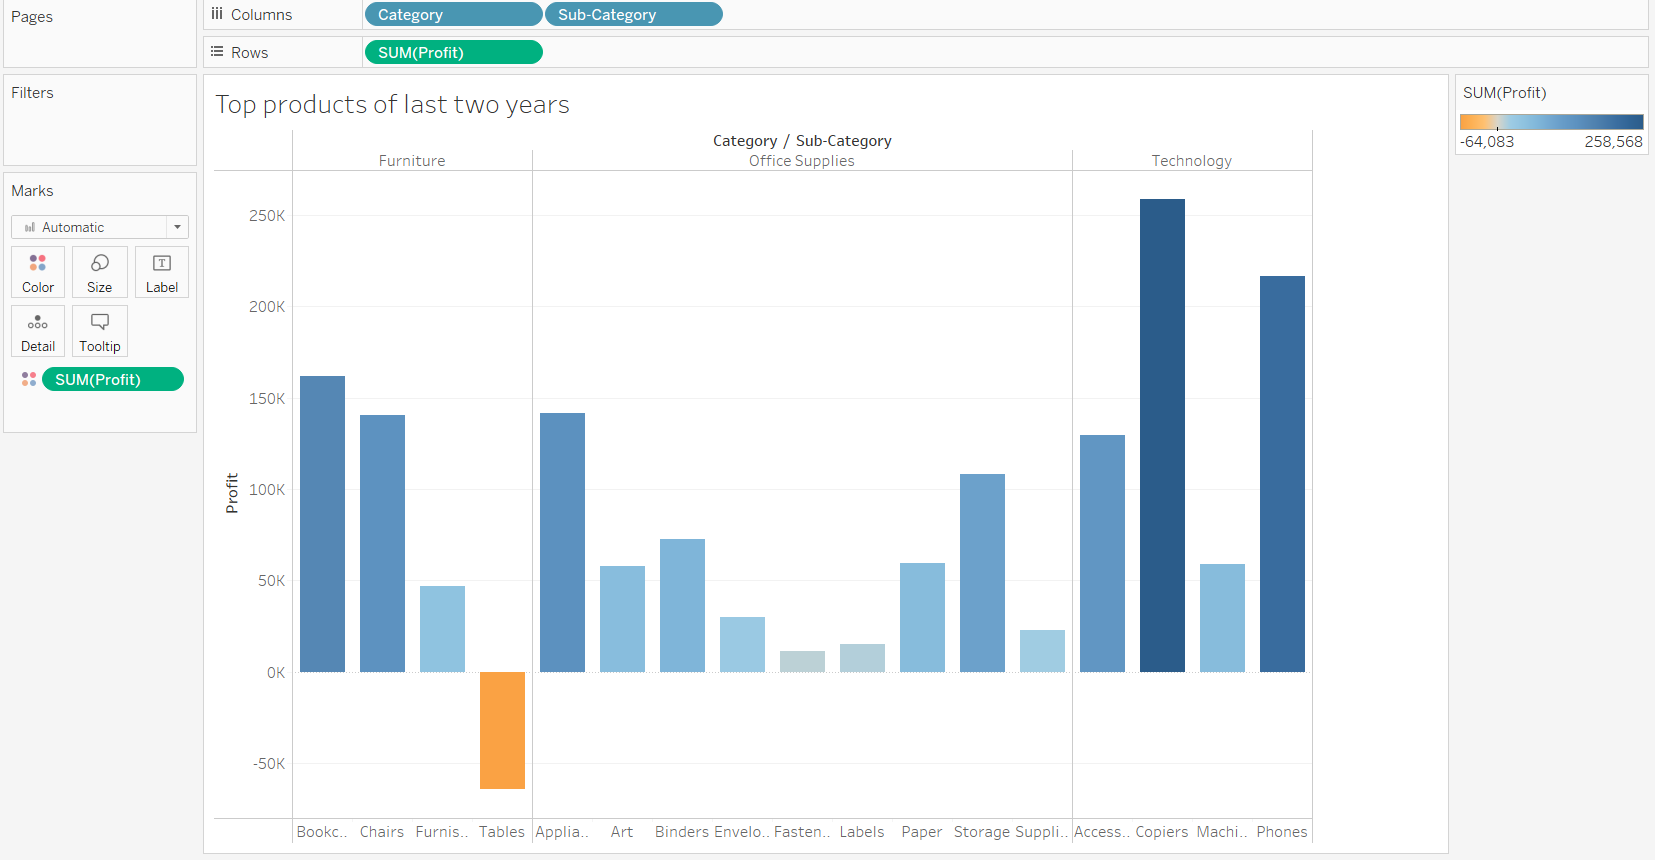 Pages
Columns
Category
Sub-Category
Rows
SUM(Profit)
Filters
Marks
Automatic
Color
Size
Label
Detail
Tooltip
SUM(Profit)
Top products of last two years
Category / Sub-Category
Furniture
Office Supplies
Technology
Profit
250K
200K
150K
100K
50K
0K
-50K
Bookc.. Chairs Furnis.. Tables Applia.. Art Binders Envelo.. Fasten.. Labels Paper Storage Suppli.. Access.. Copiers Machi.. Phones
SUM(Profit)
-64,083 258,568